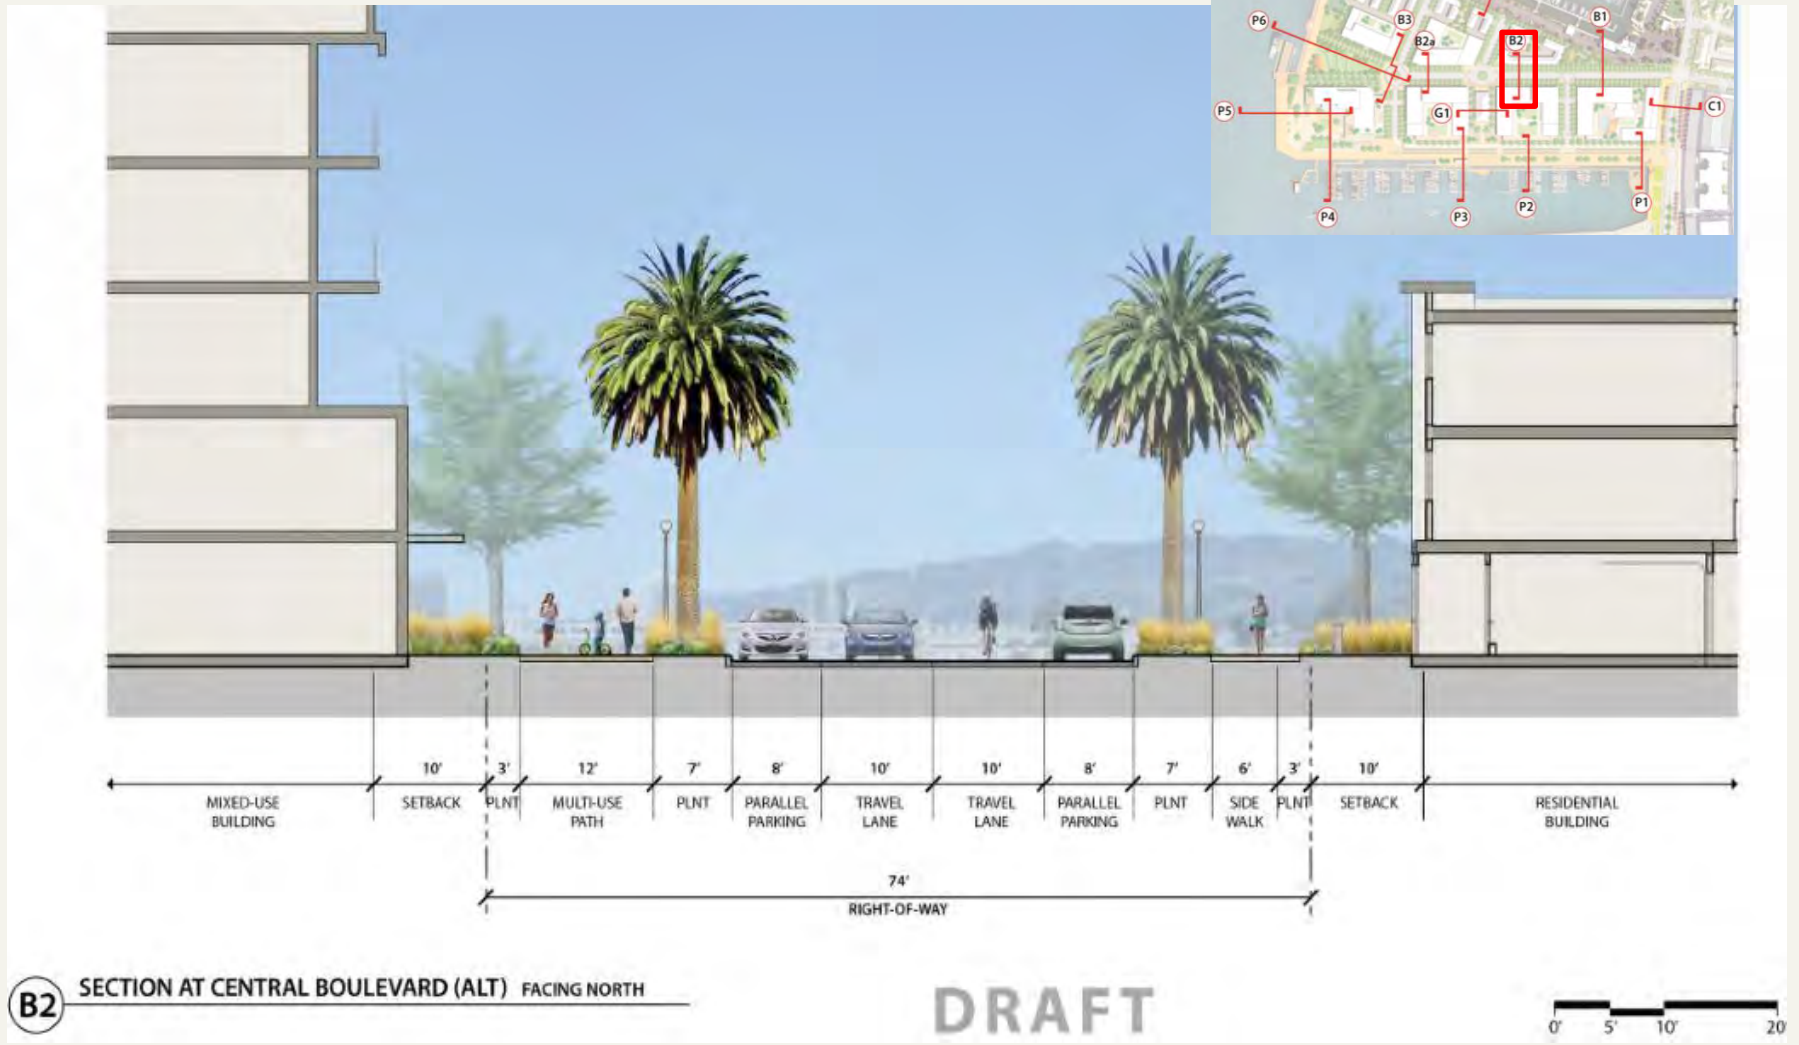 P6
B3
B1
B2a
B2
P5
G1
C1
P4
P3
P2
P1
10' 3' 12' 7' 8' 10' 10' 8' 7' 6' 3' 10'
MIXED-USE BUILDING
SETBACK
PLNT
MULTI-USE PATH
PLNT
PARALLEL PARKING
TRAVEL LANE
TRAVEL LANE
PARALLEL PARKING
PLNT
SIDE WALK
PLNT
SETBACK
RESIDENTIAL BUILDING
74'
RIGHT-OF-WAY
B2 SECTION AT CENTRAL BOULEVARD (ALT) FACING NORTH
DRAFT
0' 5' 10' 20'